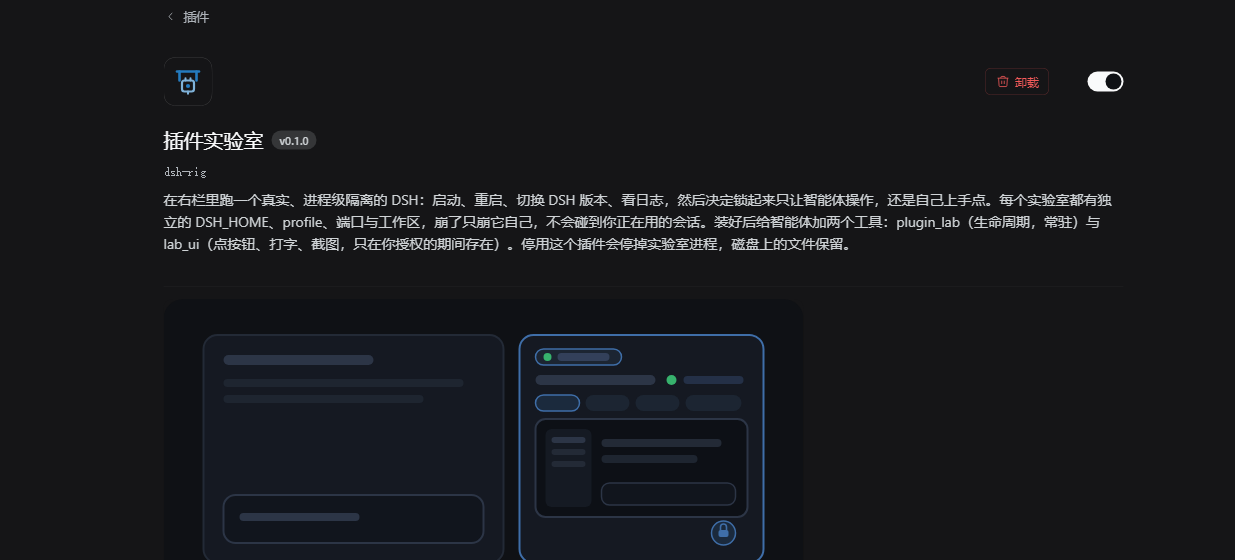 插件
卸载
插件实验室 v0.1.0
dsh-rig
在右栏里跑一个真实、进程级隔离的 DSH：启动、重启、切换 DSH 版本、看日志，然后决定锁起来只让智能体操作，还是自己上手点。每个实验室都有独
立的 DSH_HOME、profile、端口与工作区，崩了只崩它自己，不会碰到你正在用的会话。装好后给智能体加两个工具：plugin_lab（生命周期，常驻）与
lab_ui（点按钮、打字、截图，只在你授权的期间存在）。停用这个插件会停掉实验室进程，磁盘上的文件保留。